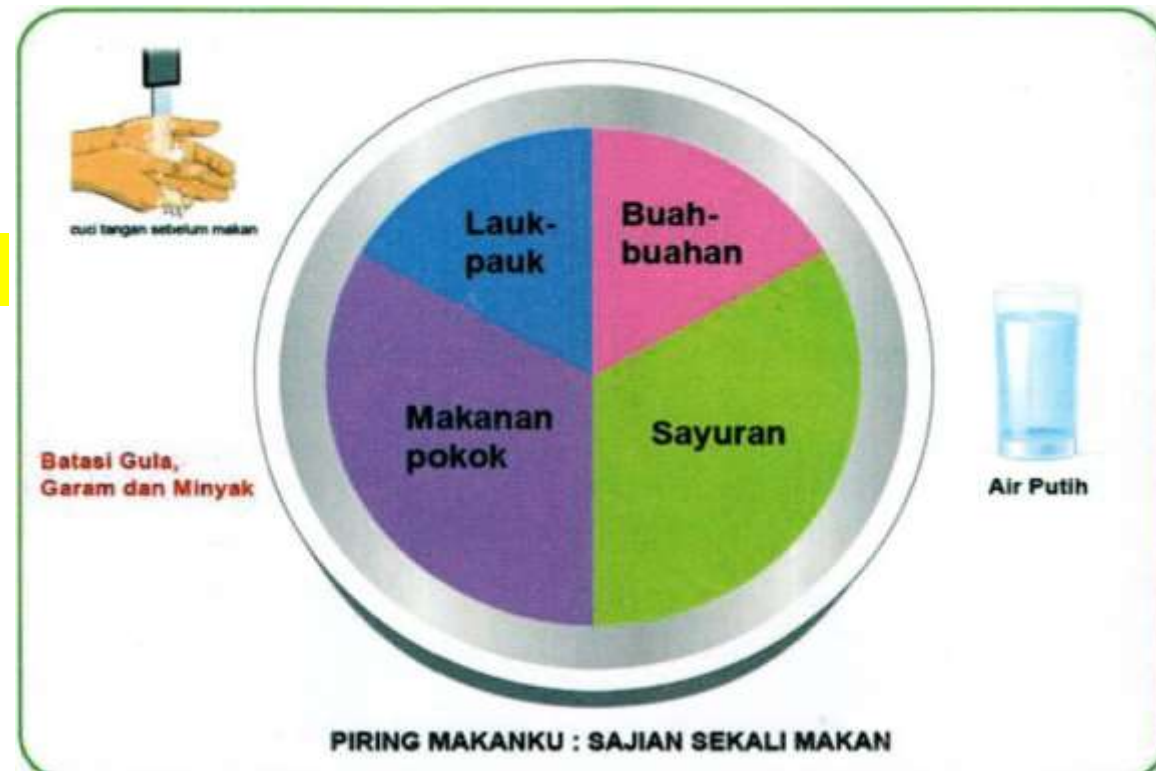 cuci tangan sebelum makan
Lauk-
pauk
Buah-
buahan
Makanan
pokok
Sayuran
Batasi Gula,
Garam dan Minyak
Air Putih
PIRING MAKANKU : SAJIAN SEKALI MAKAN